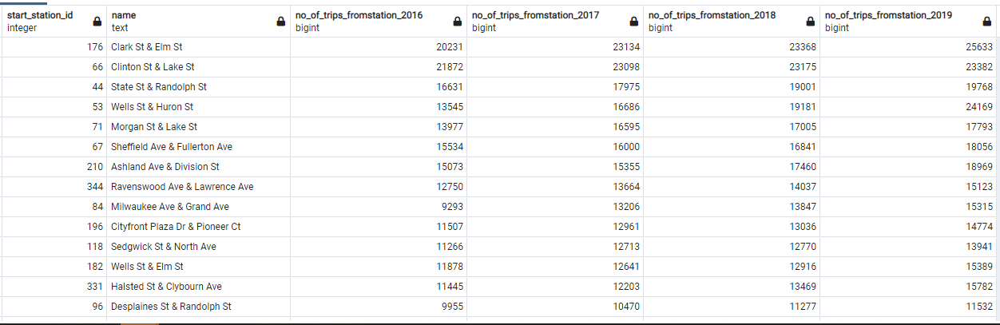 start_station_id name no_of_trips_fromstation_2016 no_of_trips_fromstation_2017 no_of_trips_fromstation_2018 no_of_trips_fromstation_2019
integer text bigint bigint bigint bigint
176 Clark St & Elm St 20231 23134 23368 25633
66 Clinton St & Lake St 21872 23098 23175 23382
44 State St & Randolph St 16631 17975 19001 19768
53 Wells St & Huron St 13545 16686 19181 24169
71 Morgan St & Lake St 13977 16595 17005 17793
67 Sheffield Ave & Fullerton Ave 15534 16000 16841 18056
210 Ashland Ave & Division St 15073 15355 17460 18969
344 Ravenswood Ave & Lawrence Ave 12750 13664 14037 15123
84 Milwaukee Ave & Grand Ave 9293 13206 13847 15315
196 Cityfront Plaza Dr & Pioneer Ct 11507 12961 13036 14774
118 Sedgwick St & North Ave 11266 12713 12770 13941
182 Wells St & Elm St 11878 12641 12916 15389
331 Halsted St & Clybourn Ave 11445 12203 13469 15782
96 Desplaines St & Randolph St 9955 10470 11277 11532